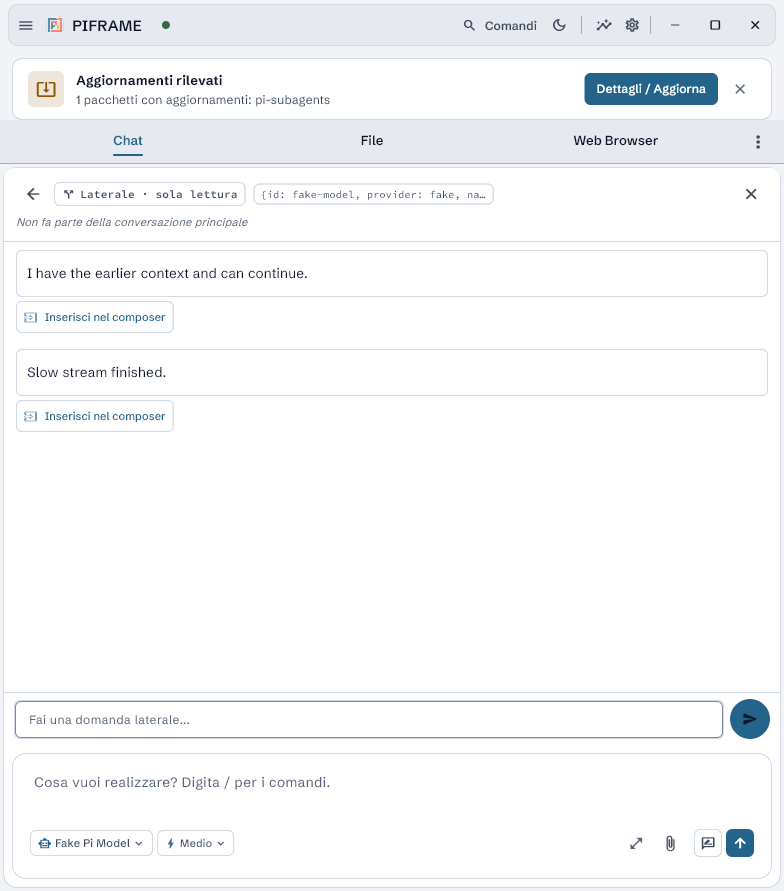 PIFRAME
Comandi
Aggiornamenti rilevati
1 pacchetti con aggiornamenti: pi-subagents
Dettagli / Aggiorna
Chat
File
Web Browser
Laterale · sola lettura
{id: fake-model, provider: fake, na…
Non fa parte della conversazione principale
I have the earlier context and can continue.
Inserisci nel composer
Slow stream finished.
Inserisci nel composer
Fai una domanda laterale…
Cosa vuoi realizzare? Digita / per i comandi.
Fake Pi Model
Medio